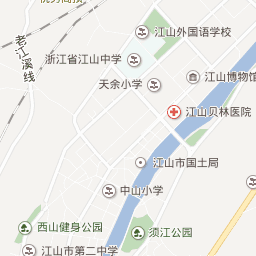 江山外国语学校
浙江省江山中学
老江溪线
江山博物馆
天余小学
江山贝林医院
江山市国土局
中山小学
西山健身公园
须江公园
江山市第二中学